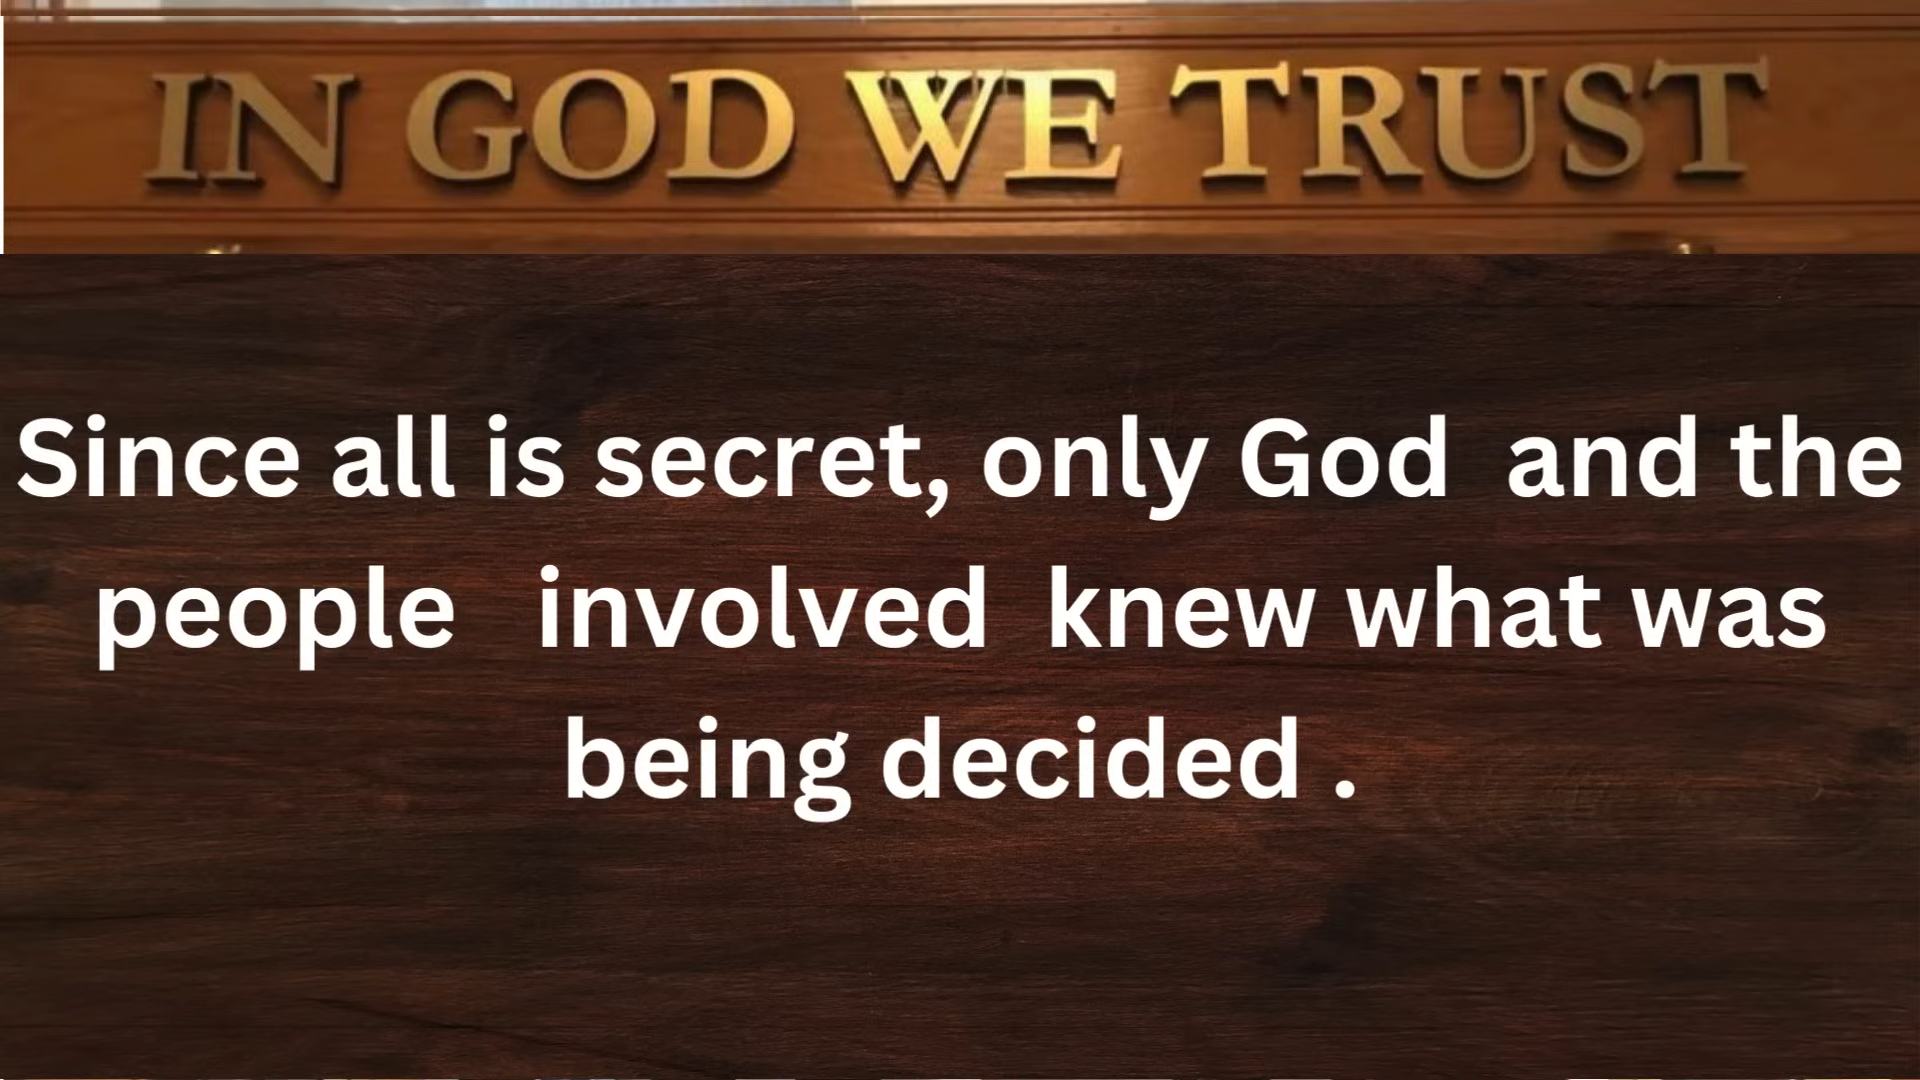 IN GOD WE TRUST
Since all is secret, only God  and the
people   involved  knew what was
being decided .